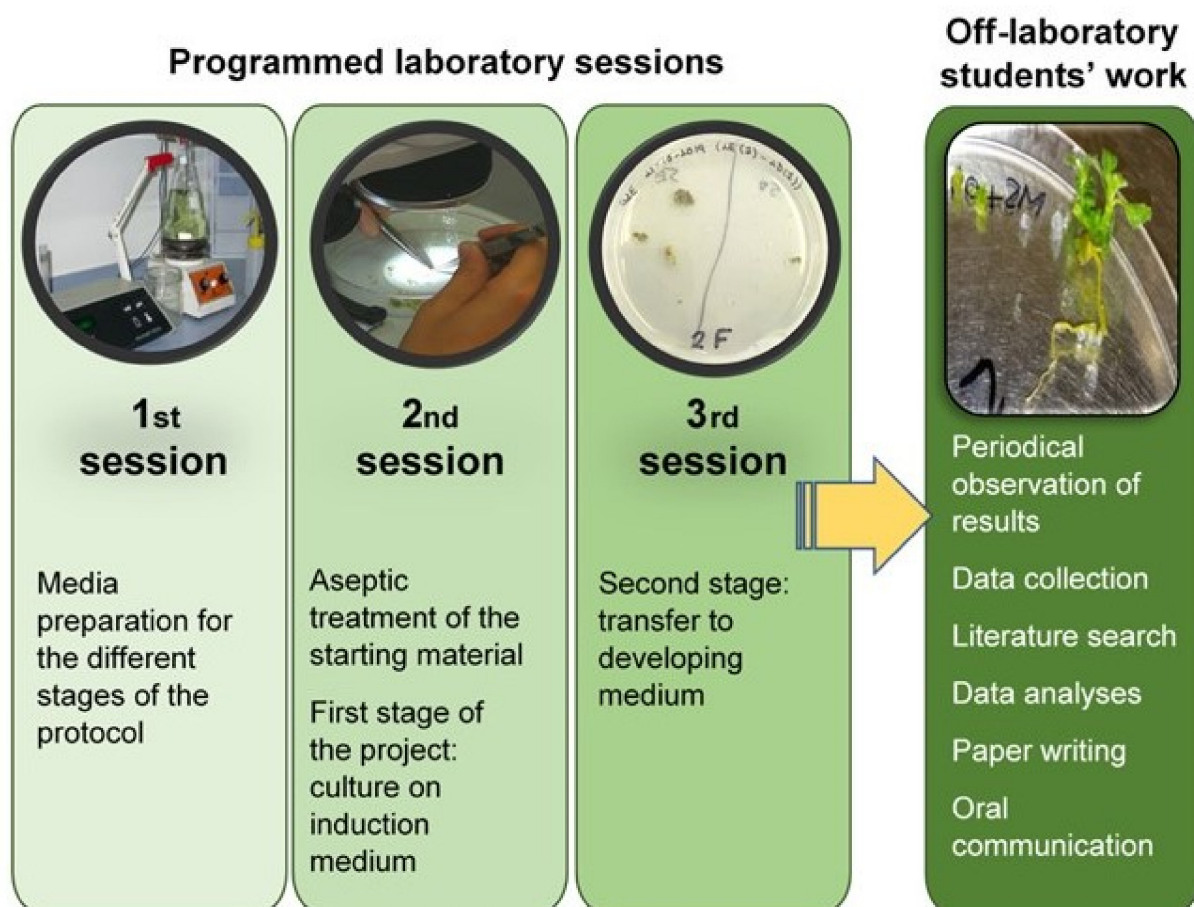 Programmed laboratory sessions
Off-laboratory
students' work
1st
session
Media
preparation for
the different
stages of the
protocol
2nd
session
Aseptic
treatment of the
starting material
First stage of
the project:
culture on
induction
medium
2 F
3rd
session
Second stage:
transfer to
developing
medium
Periodical
observation of
results
Data collection
Literature search
Data analyses
Paper writing
Oral
communication